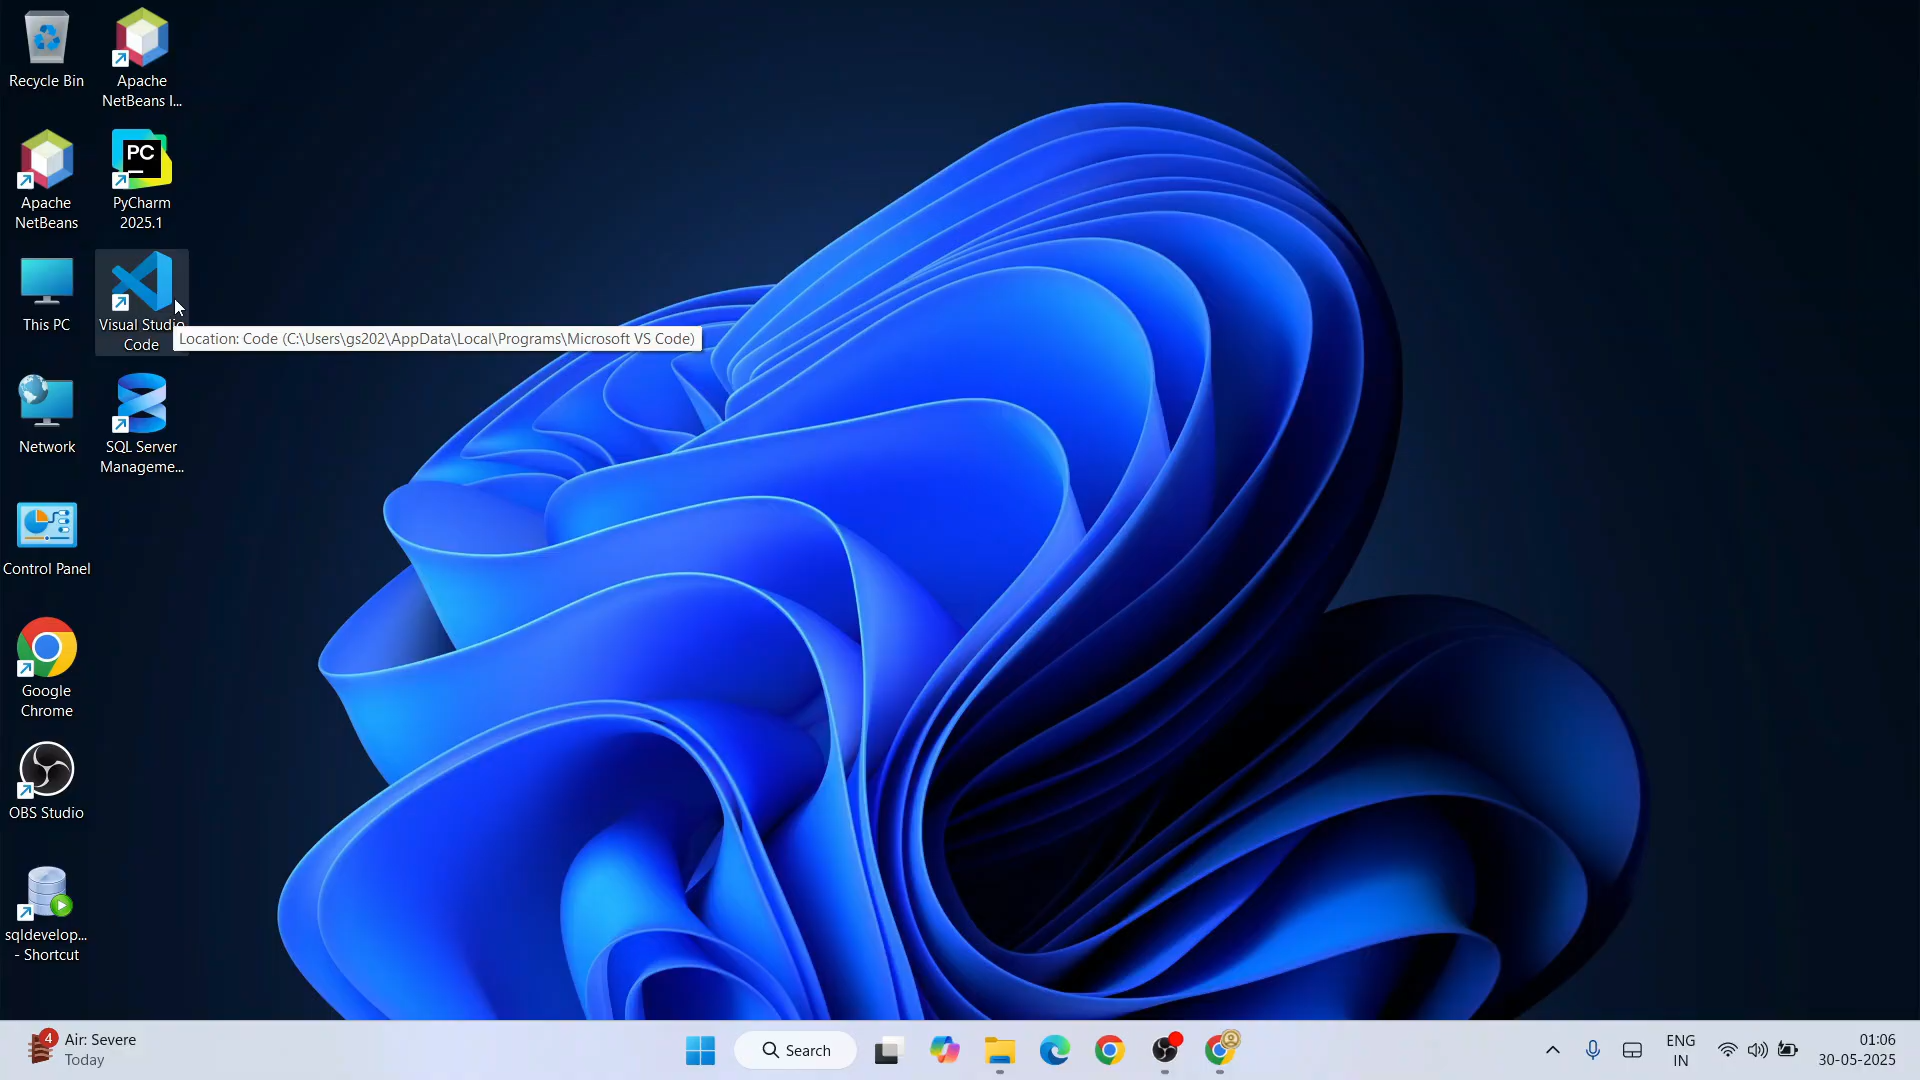 Recycle Bin
Apache
NetBeans I...
Apache
NetBeans
PC
PyCharm
2025.1
This PC
Visual Studio
Code
Location: Code (C:\Users\gs202\AppData\Local\Programs\Microsoft VS Code)
Network
SQL Server
Manageme...
Control Panel
Google
Chrome
OBS Studio
sqldevelop...
- Shortcut
4
Air: Severe
Today
Search
ENG
IN
01:06
30-05-2025